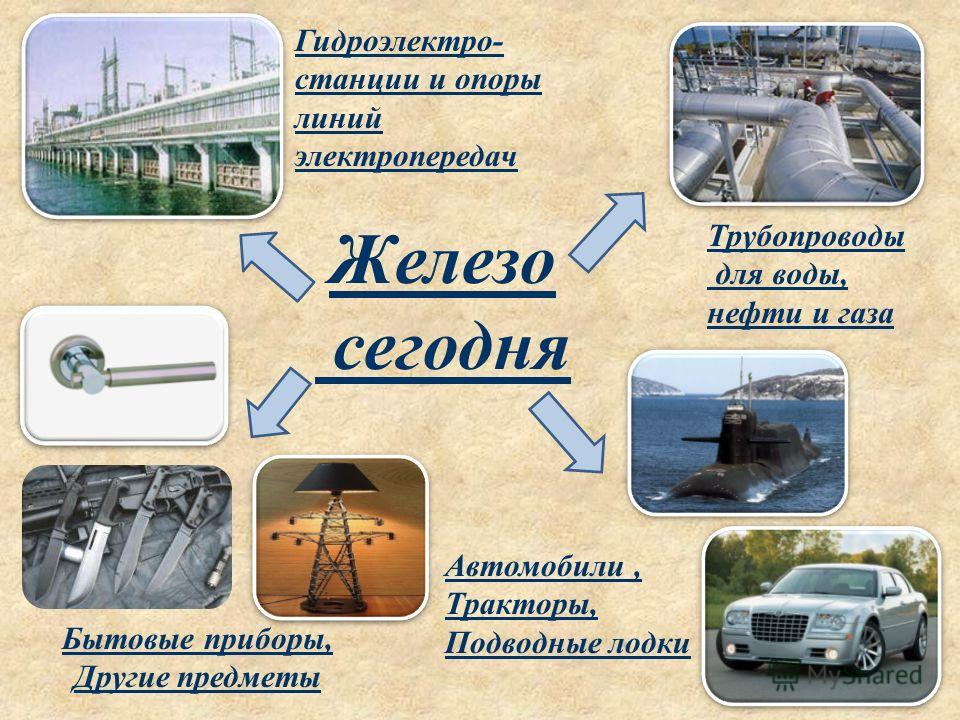 Гидроэлектро-
станции и опоры
линий
электропередач
Трубопроводы
для воды,
нефти и газа
Железо
сегодня
Автомобили ,
Тракторы,
Подводные лодки
Бытовые приборы,
Другие предметы
MyShared